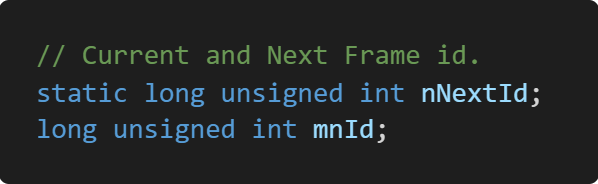 // Current and Next Frame id.
static long unsigned int nNextId;
long unsigned int mnId;